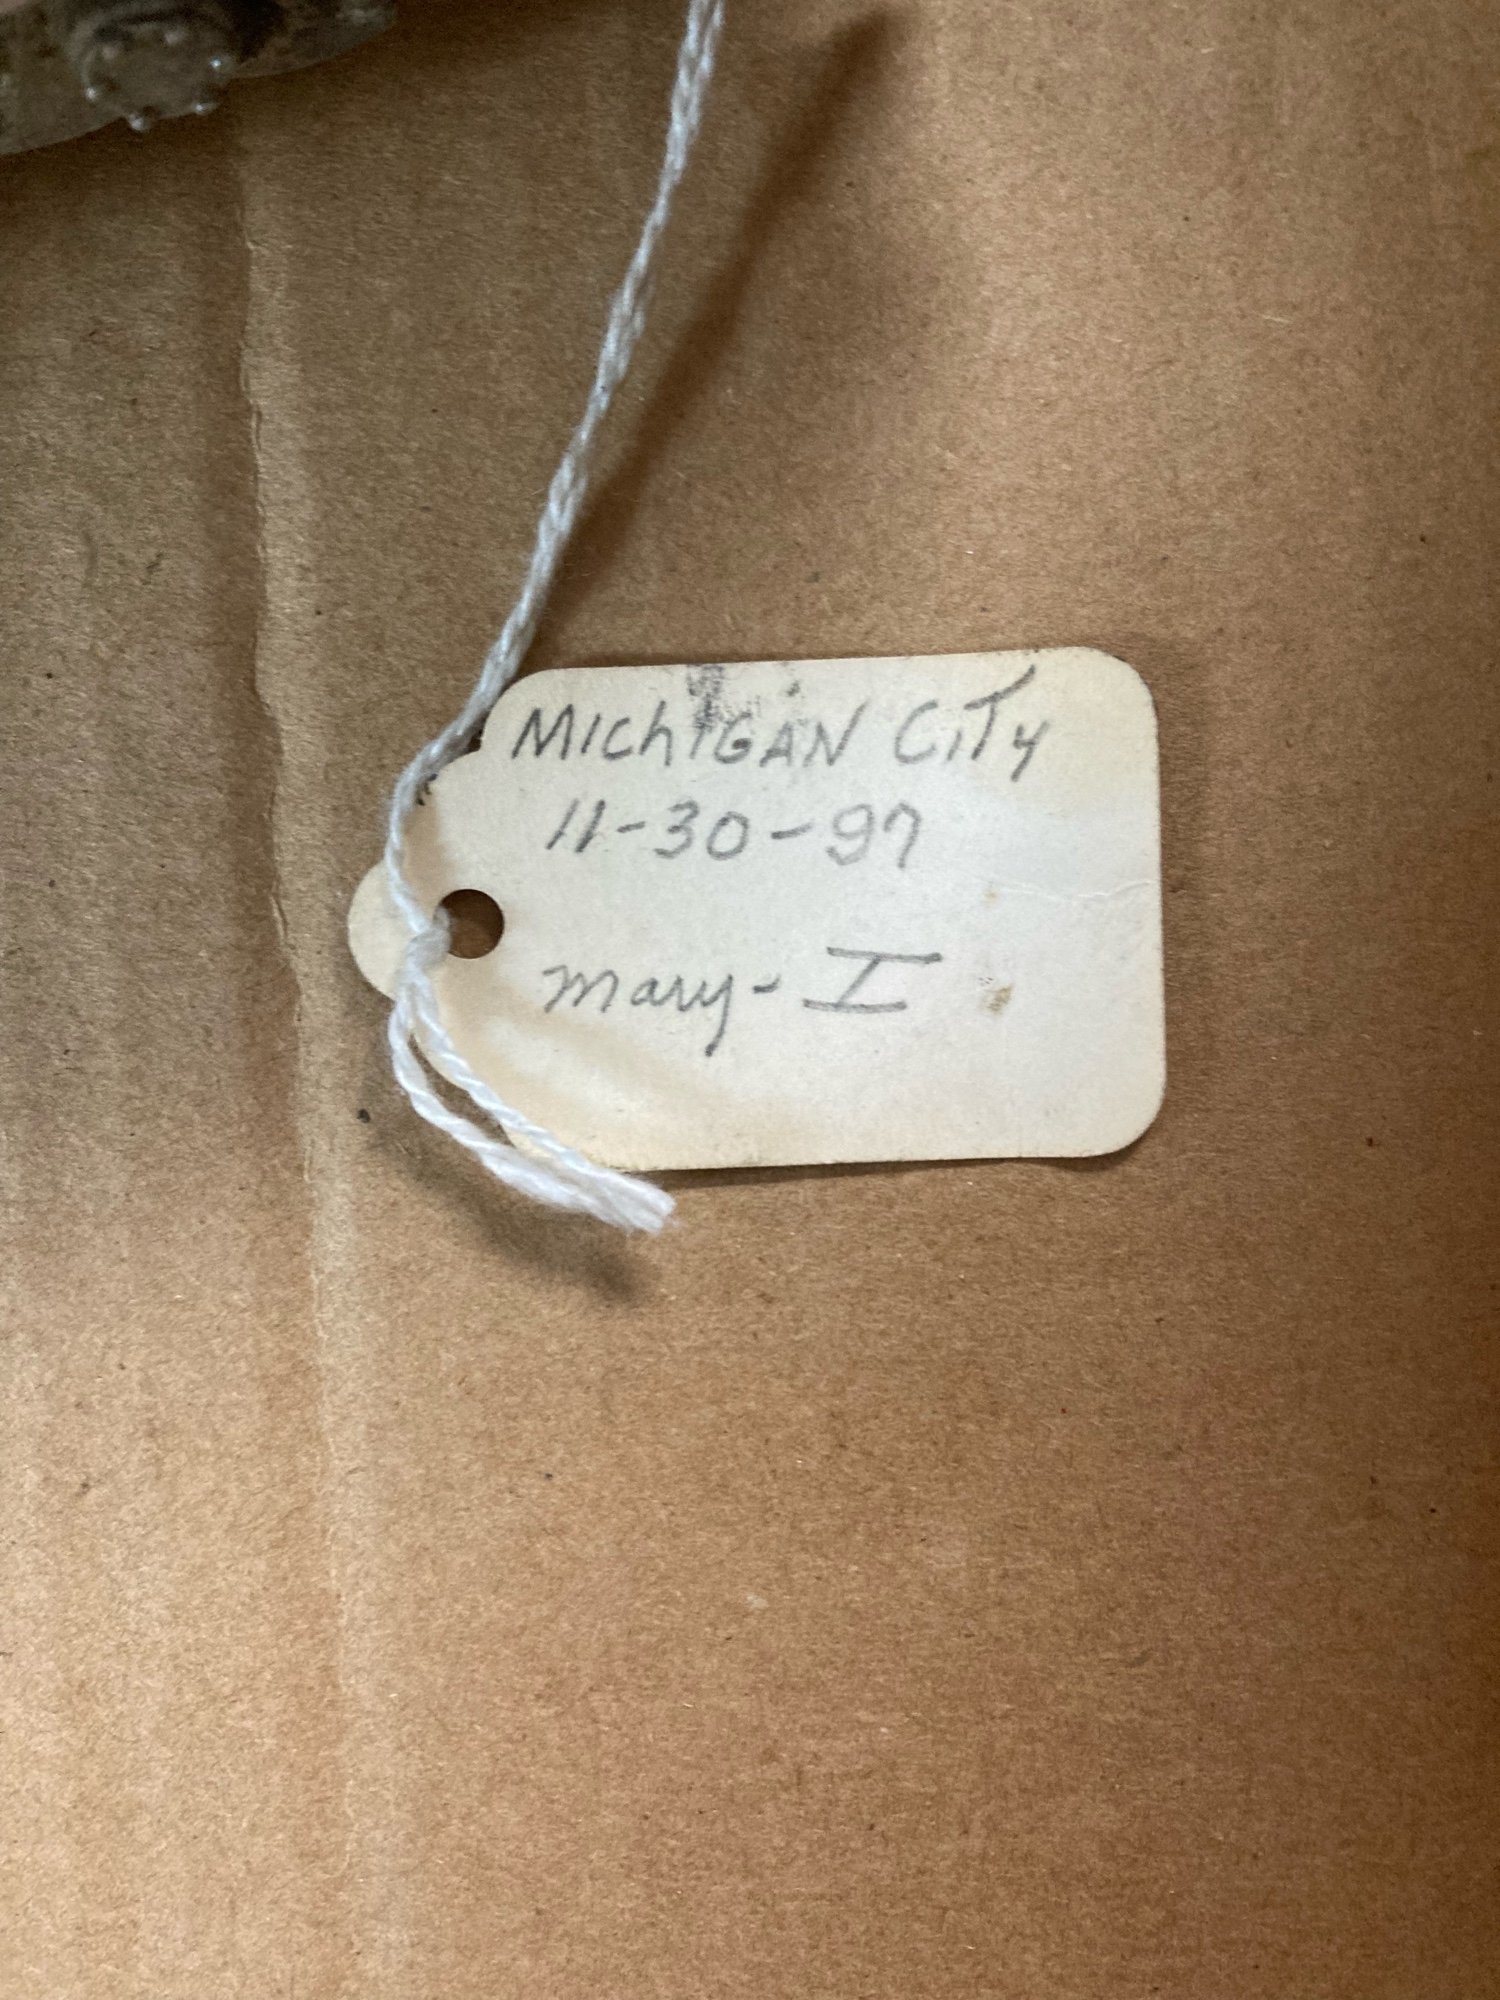 MIChIGAN CiTy
11-30-97
Mary- I